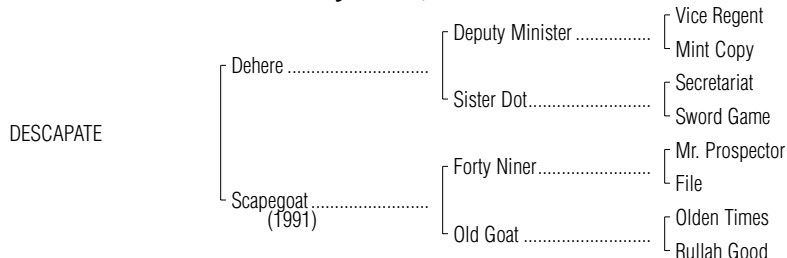 Vice Regent
Deputy Minister ................
Mint Copy
Dehere ..............................
Secretariat
Sister Dot..........................
Sword Game
DESCAPATE
Mr. Prospector
Forty Niner........................
File
Scapegoat.........................
(1991)
Olden Times
Old Goat ...........................
Rullah Good